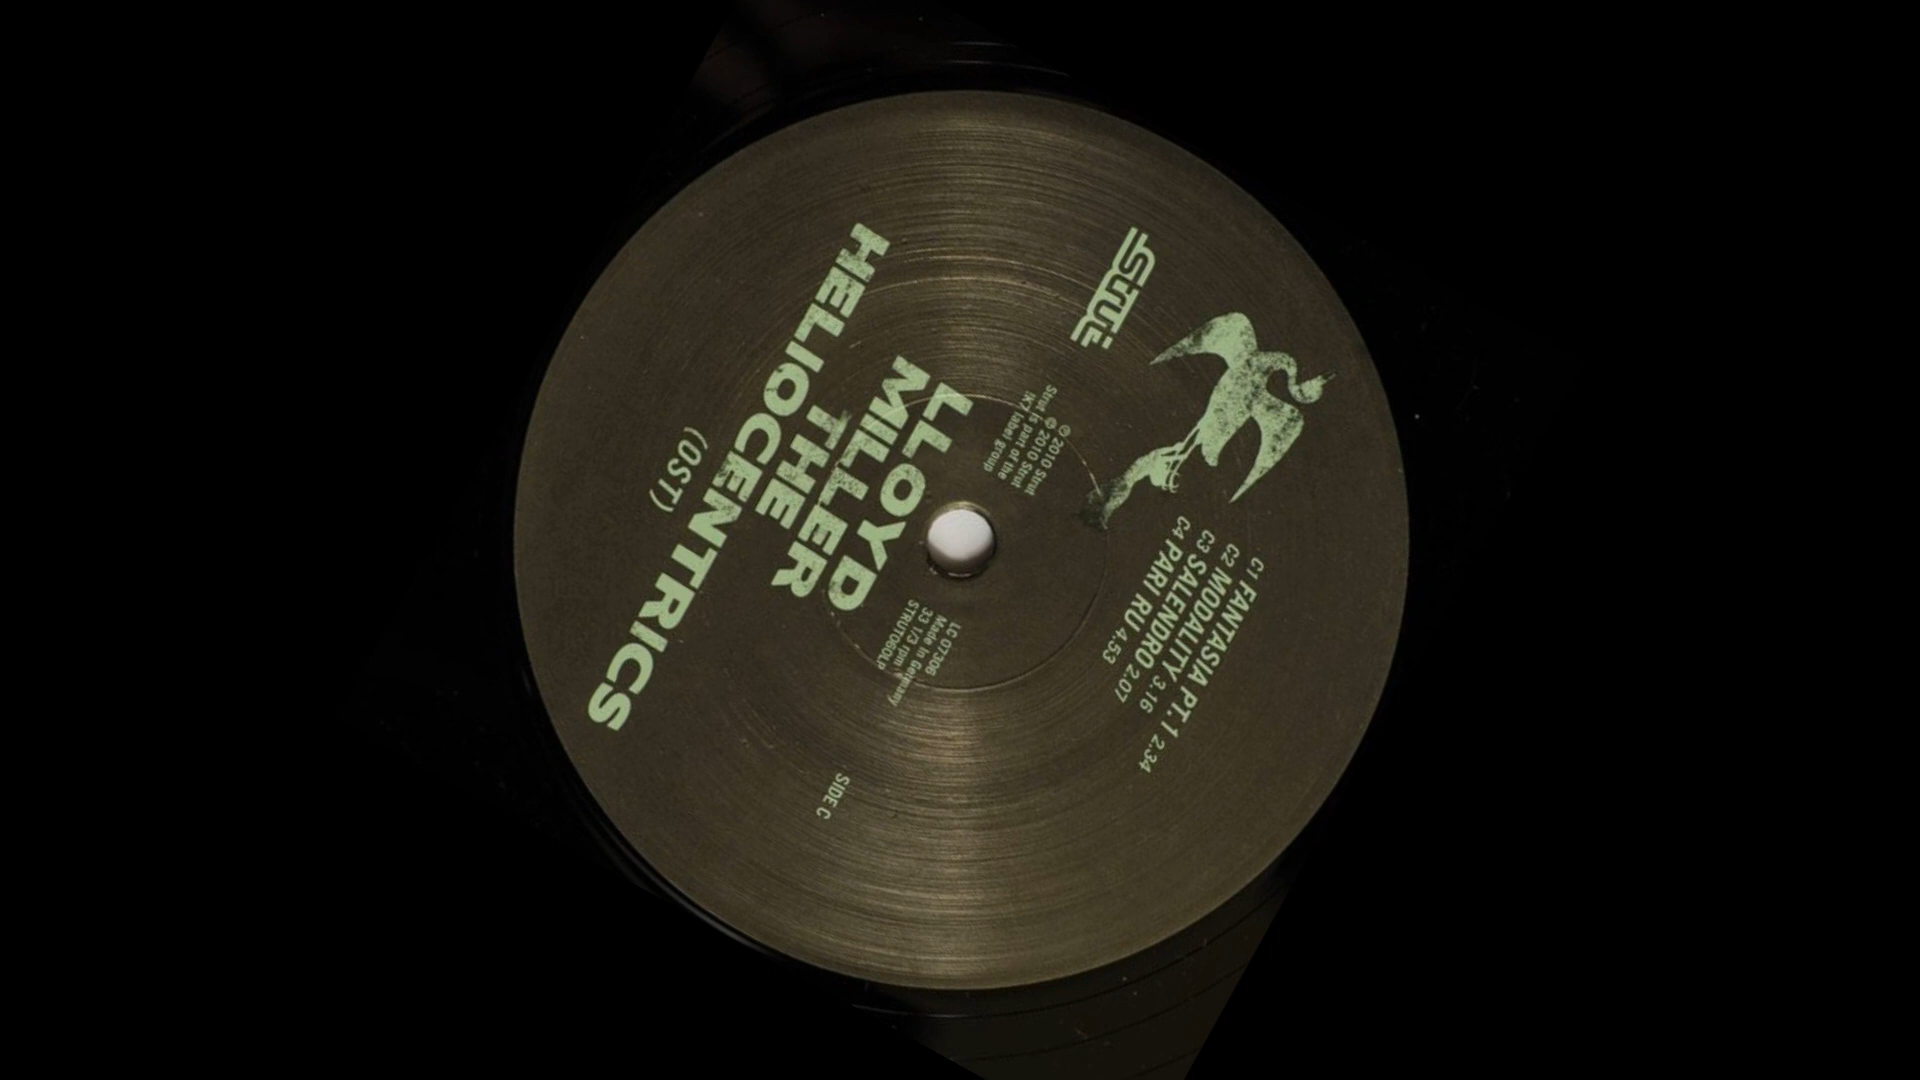 Strut
C1 FANTASIA PT.1 2.34
C2 MODALITY 3.16
C3 SALENDRO 2.07
C4 PARI RU 4.53
℗ 2010 Strut
© 2010 Strut
Strut is part of the
!K7 label group
LC 07306
Made in Germany
33 1/3 rpm
STRUT060LP
LLOYD
MILLER
THE
HELIOCENTRICS
(OST)
SIDE C